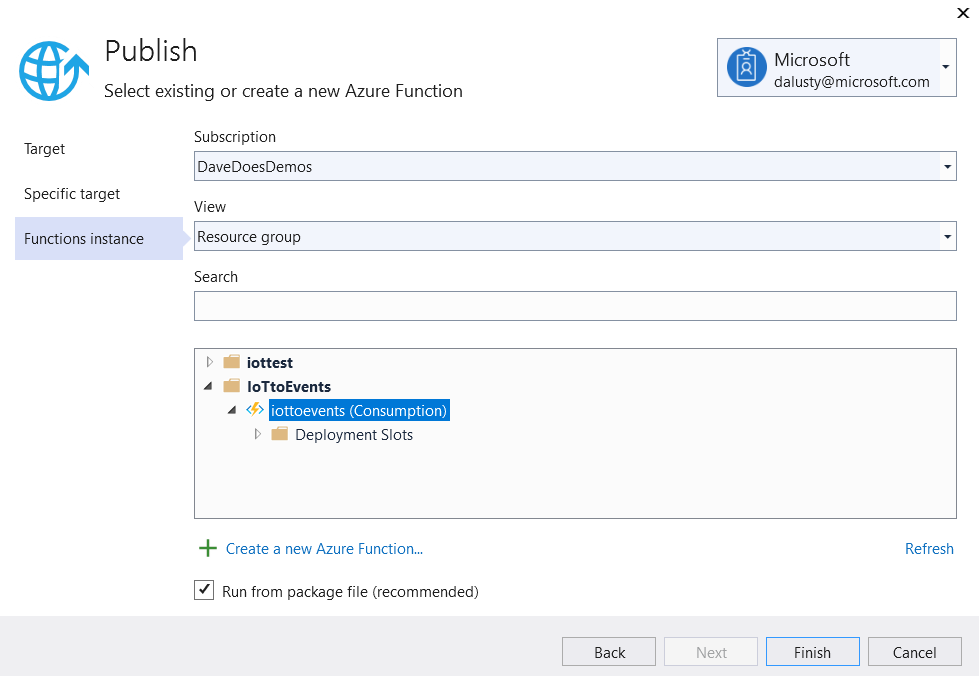 Publish
Select existing or create a new Azure Function
Microsoft
dalusty@microsoft.com
Target
Specific target
Functions instance
Subscription
DaveDoesDemos
View
Resource group
Search
iottest
IoTtoEvents
iottoevents (Consumption)
Deployment Slots
Create a new Azure Function...
Refresh
Run from package file (recommended)
Back
Next
Finish
Cancel